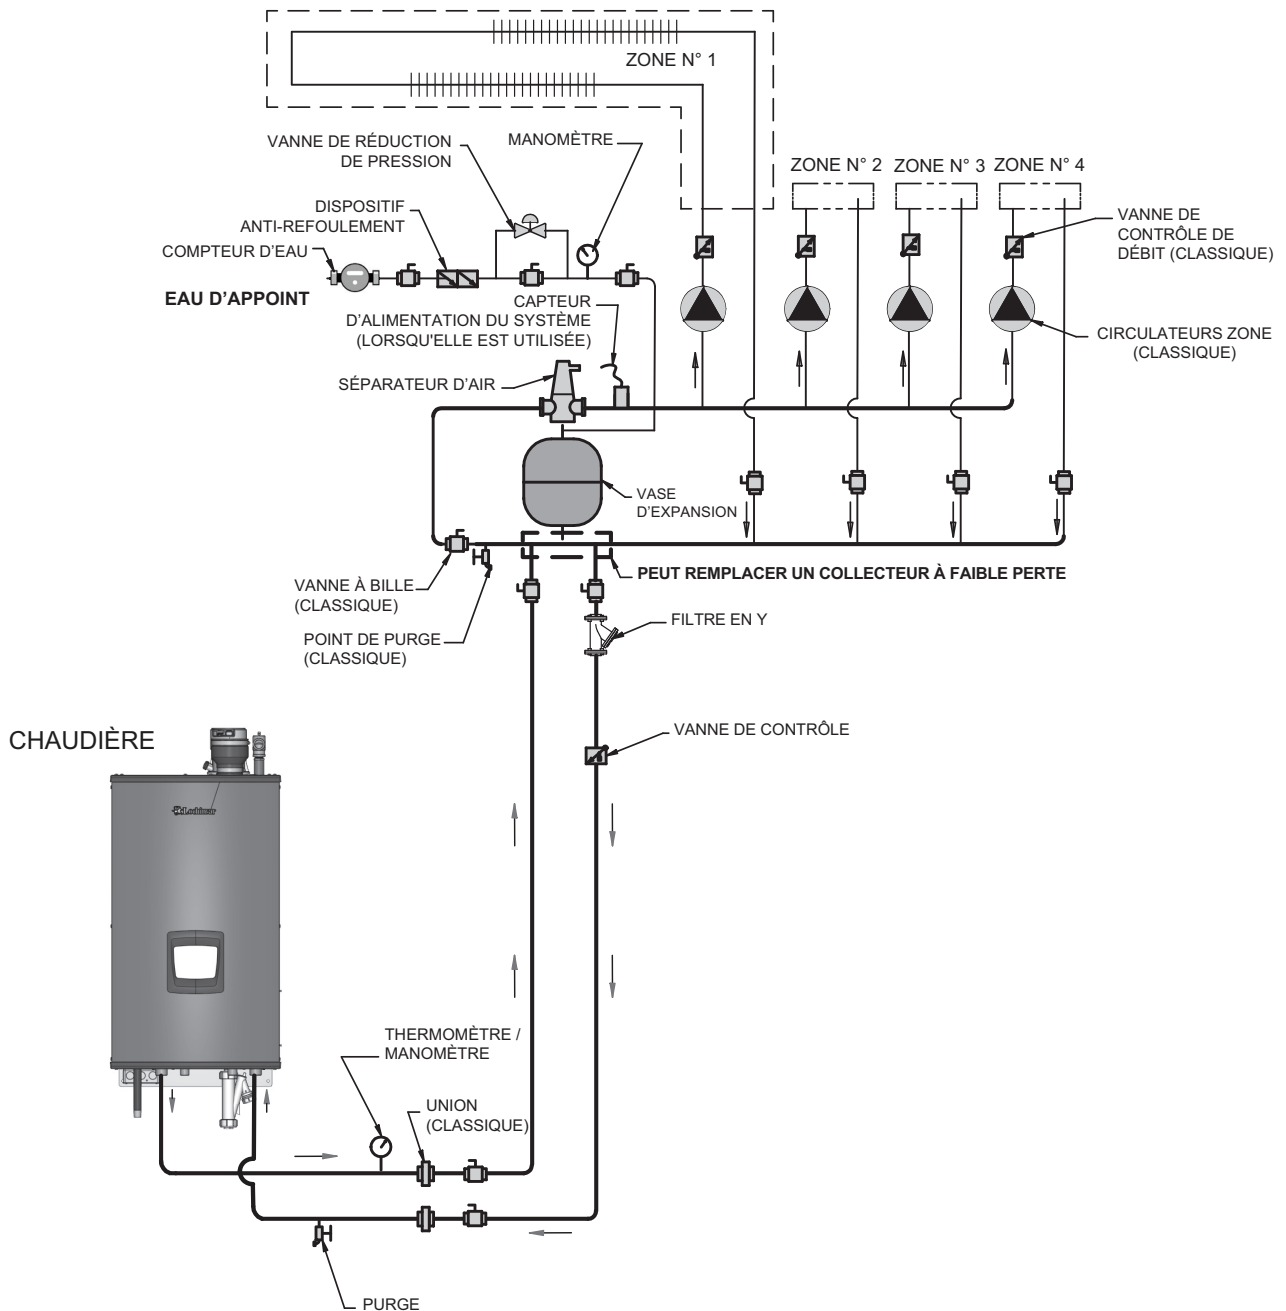 ZONE N° 1
VANNE DE RÉDUCTION
DE PRESSION
MANOMÈTRE
ZONE N° 2
ZONE N° 3
ZONE N° 4
DISPOSITIF
ANTI-REFOULEMENT
VANNE DE
CONTRÔLE DE
DÉBIT (CLASSIQUE)
COMPTEUR D'EAU
EAU D'APPOINT
CAPTEUR
D'ALIMENTATION DU SYSTÈME
(LORSQU'ELLE EST UTILISÉE)
CIRCULATEURS ZONE
(CLASSIQUE)
SÉPARATEUR D'AIR
VASE
D'EXPANSION
PEUT REMPLACER UN COLLECTEUR À FAIBLE PERTE
VANNE À BILLE
(CLASSIQUE)
POINT DE PURGE
(CLASSIQUE)
FILTRE EN Y
VANNE DE CONTRÔLE
CHAUDIÈRE
Lochinvar
THERMOMÈTRE /
MANOMÈTRE
UNION
(CLASSIQUE)
PURGE